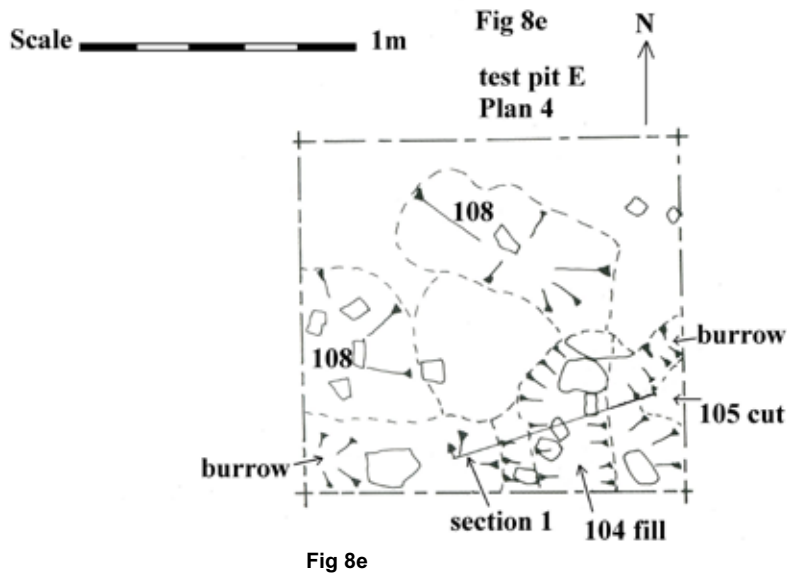 Scale
1m
Fig 8e
N
test pit E
Plan 4
108
108
burrow
105 cut
burrow
section 1
104 fill
Fig 8e